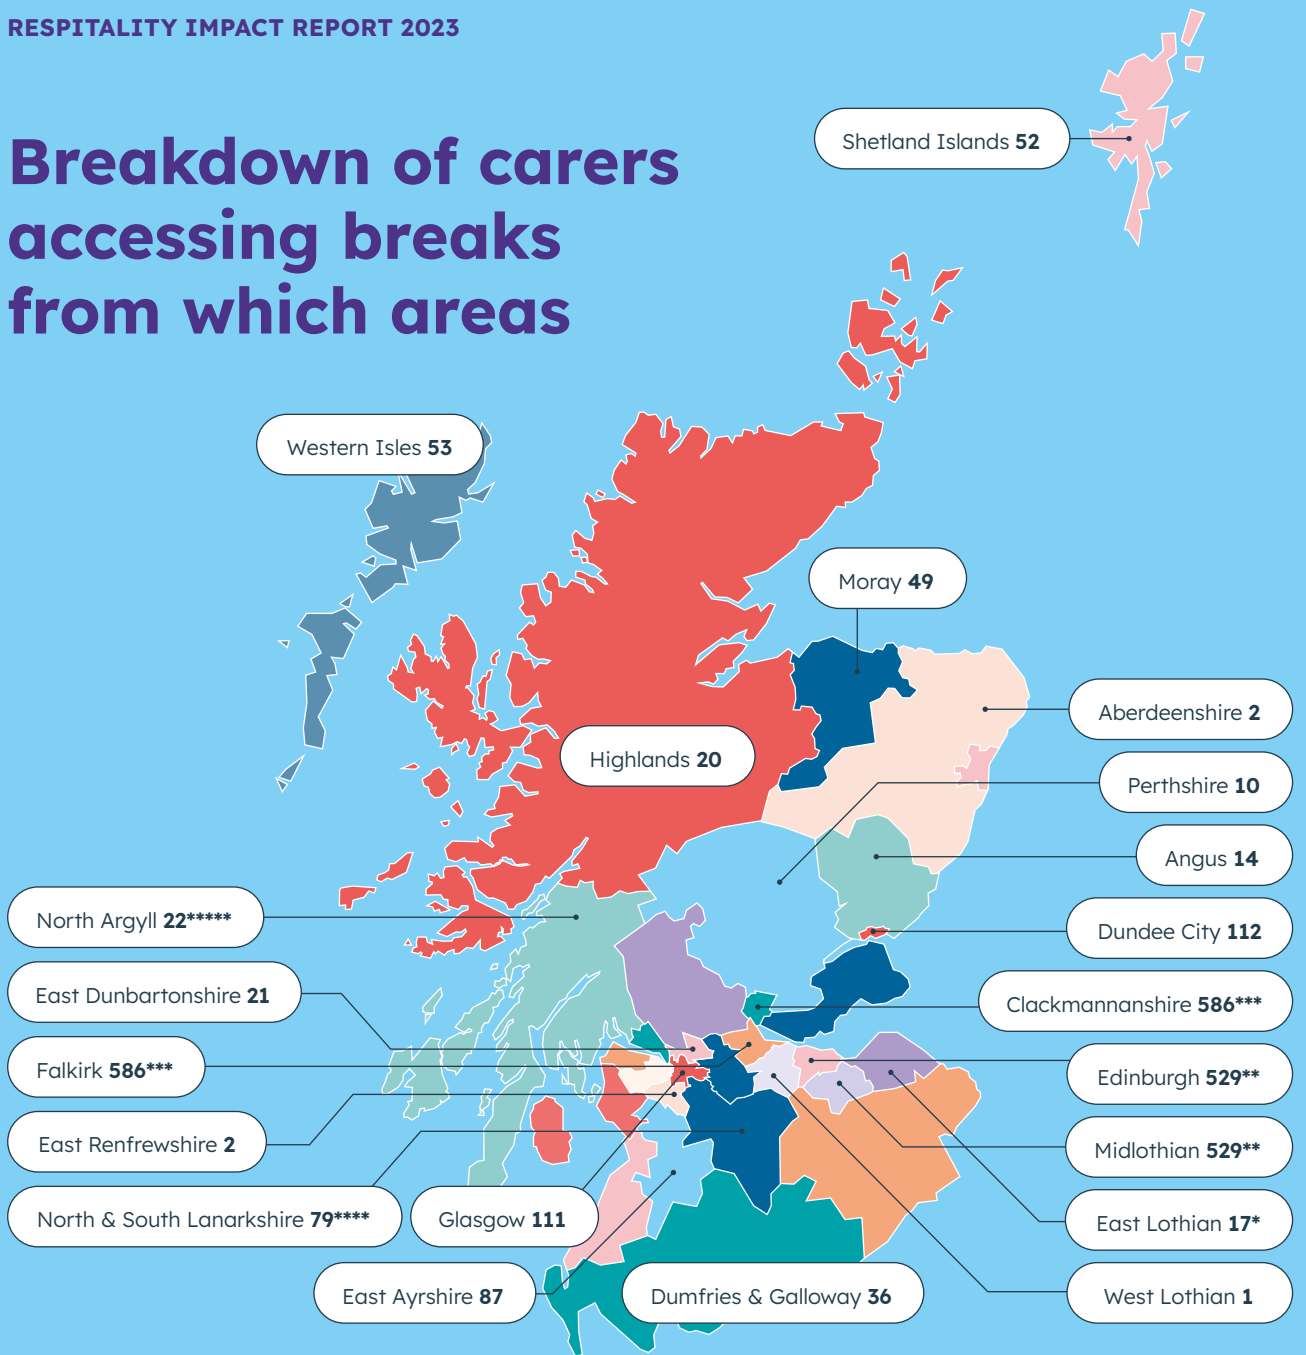 RESPITALITY IMPACT REPORT 2023
Breakdown of carers
accessing breaks
from which areas
Shetland Islands 52
Western Isles 53
Moray 49
Aberdeenshire 2
Highlands 20
Perthshire 10
Angus 14
North Argyll 22*****
Dundee City 112
East Dunbartonshire 21
Clackmannanshire 586***
Falkirk 586***
Edinburgh 529**
East Renfrewshire 2
Midlothian 529**
North & South Lanarkshire 79****
Glasgow 111
East Lothian 17*
East Ayrshire 87
Dumfries & Galloway 36
West Lothian 1